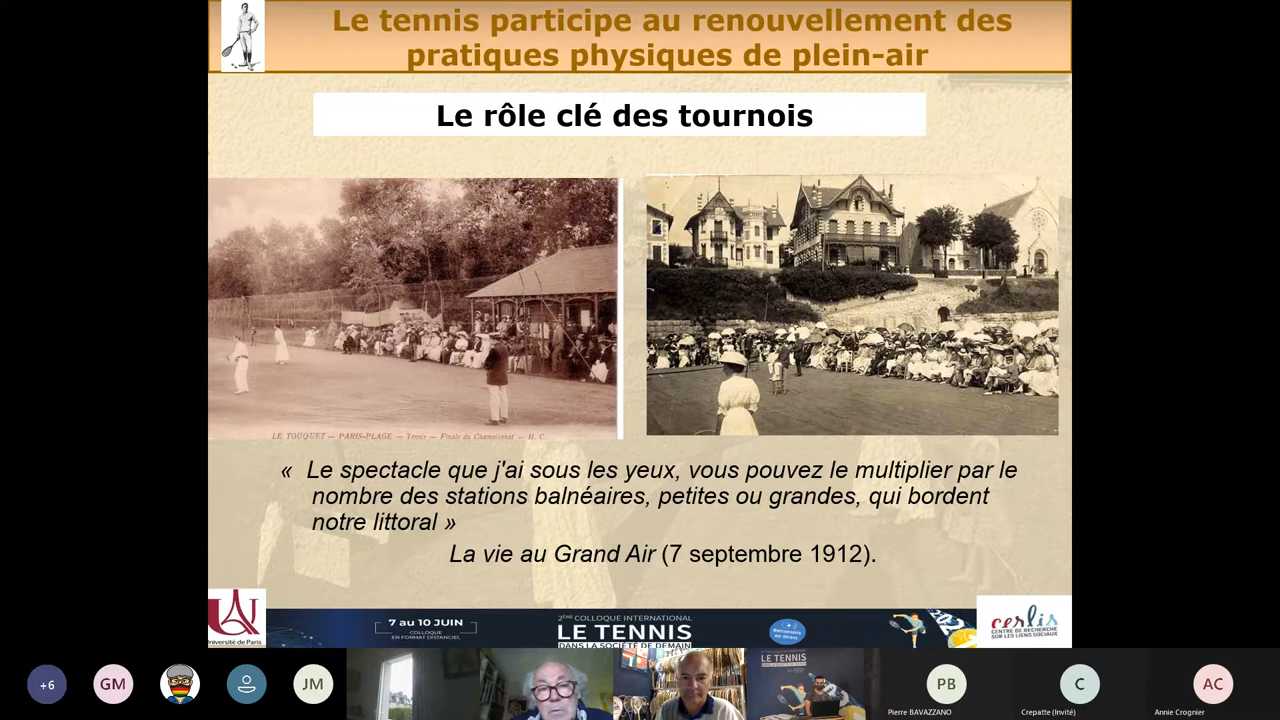 Le tennis participe au renouvellement des
pratiques physiques de plein-air
Le rôle clé des tournois
LE TOUQUET — PARIS-PLAGE — Tennis — Finale du Championnat — H. C.
« Le spectacle que j'ai sous les yeux, vous pouvez le multiplier par le
nombre des stations balnéaires, petites ou grandes, qui bordent
notre littoral »
La vie au Grand Air (7 septembre 1912).
Université de Paris
7 au 10 JUIN
COLLOQUE
EN FORMAT DISTANCIEL
2ÈME COLLOQUE INTERNATIONAL
LE TENNIS
DANS LA SOCIÉTÉ DE DEMAIN
Retransmis
en direct
2021
cerlis
CENTRE DE RECHERCHE
SUR LES LIENS SOCIAUX
+6
GM
JM
LE TENNIS
PB
Pierre BAVAZZANO
C
Crepatte (Invité)
AC
Annie Crognier